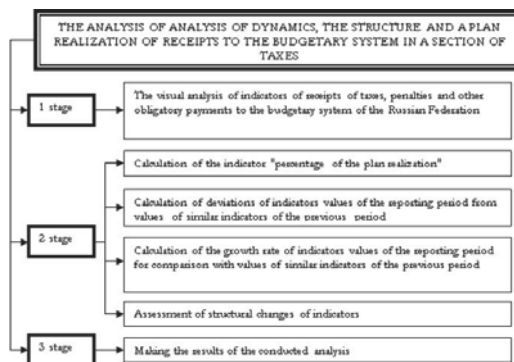 THE ANALYSIS OF ANALYSIS OF DYNAMICS, THE STRUCTURE AND A PLAN
REALIZATION OF RECEIPTS TO THE BUDGETARY SYSTEM IN A SECTION OF
TAXES
1 stage
The visual analysis of indicators of receipts of taxes, penalties and other
obligatory payments to the budgetary system of the Russian Federation
2 stage
Calculation of the indicator "percentage of the plan realization"
Calculation of deviations of indicators values of the reporting period from
values of similar indicators of the previous period
Calculation of the growth rate of indicators values of the reporting period
for comparison with values of similar indicators of the previous period
Assessment of structural changes of indicators
3 stage
Making the results of the conducted analysis